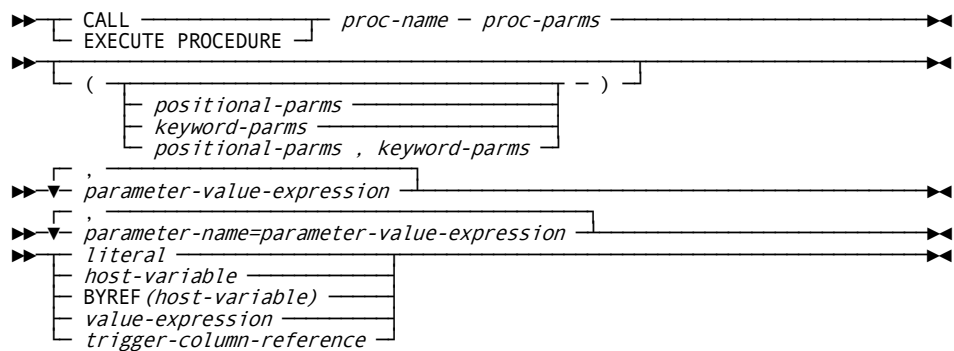 CALL proc-name proc-parms
EXECUTE PROCEDURE
( )
positional-parms
keyword-parms
positional-parms , keyword-parms
,
parameter-value-expression
,
parameter-name=parameter-value-expression
literal
host-variable
BYREF(host-variable)
value-expression
trigger-column-reference